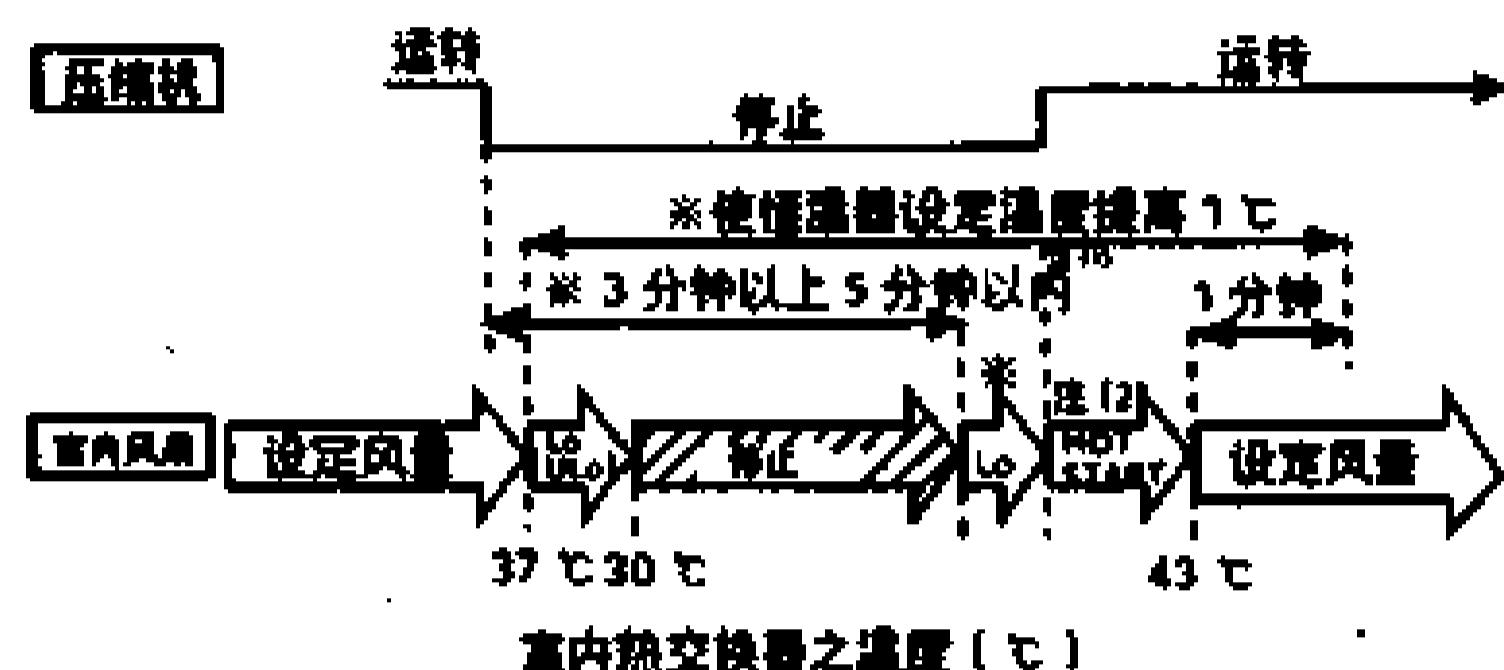 运转
压缩机
运转
停止
※使恒温器设定温度提高1℃
※3分钟以上5分钟以内
1分钟
※
注(2)
室内风扇
设定风量
LO
停止
LO
HOT
START
设定风量
37℃ 30℃
43℃
室内热交换器之温度(℃)